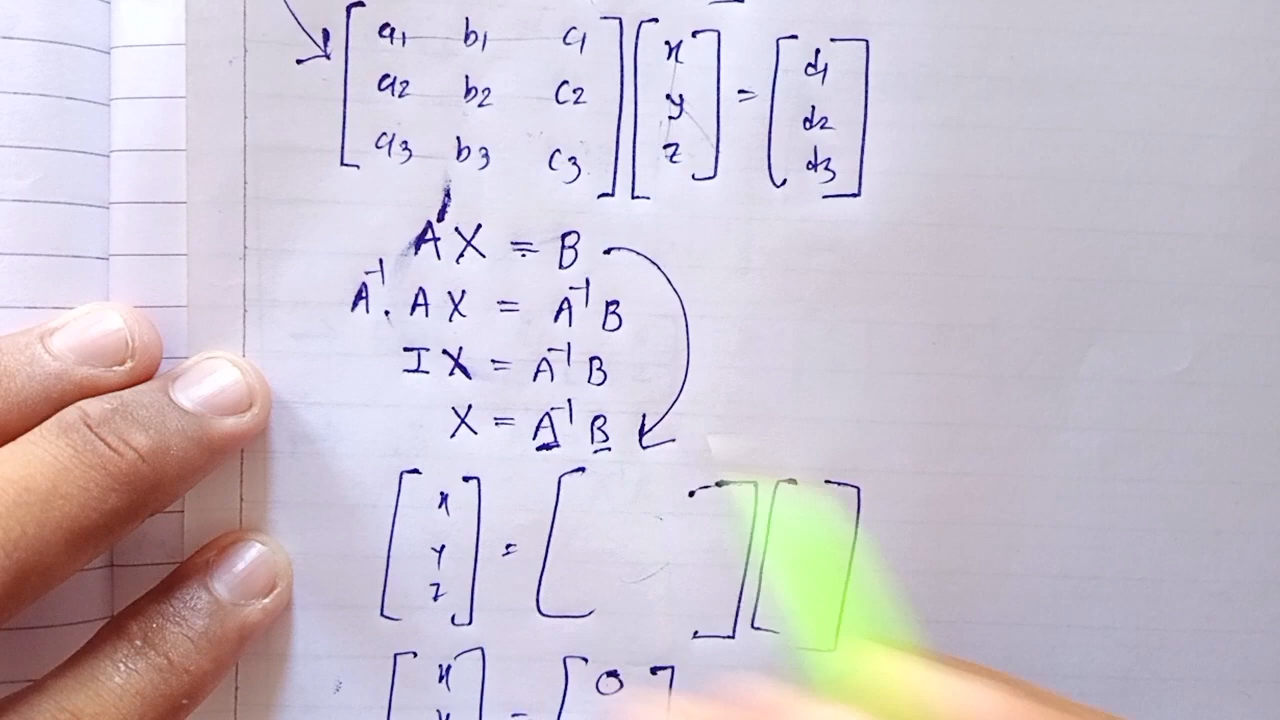 [a1 b1 c1] [x] = [d1]
[a2 b2 c2] [y] [d2]
[a3 b3 c3] [z] [d3]
AX = B
A⁻¹. AX = A⁻¹B
IX = A⁻¹B
X = A⁻¹B
[x] = [ ] [ ]
[y]
[z]
[x] = [0]
[y]